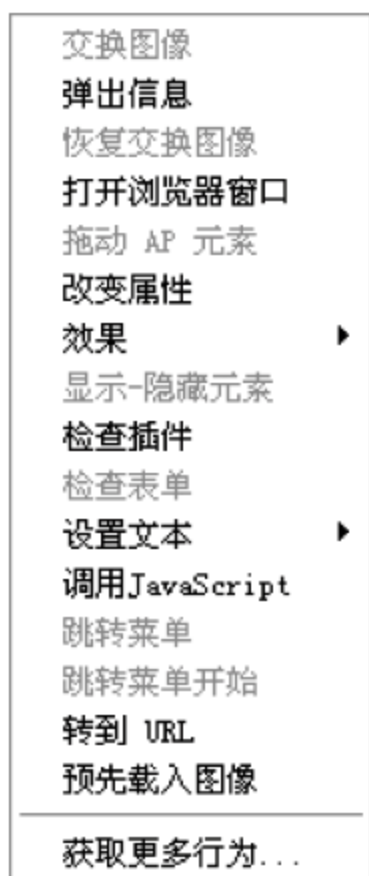 交换图像
弹出信息
恢复交换图像
打开浏览器窗口
拖动 AP 元素
改变属性
效果
显示-隐藏元素
检查插件
检查表单
设置文本
调用JavaScript
跳转菜单
跳转菜单开始
转到 URL
预先载入图像
获取更多行为...